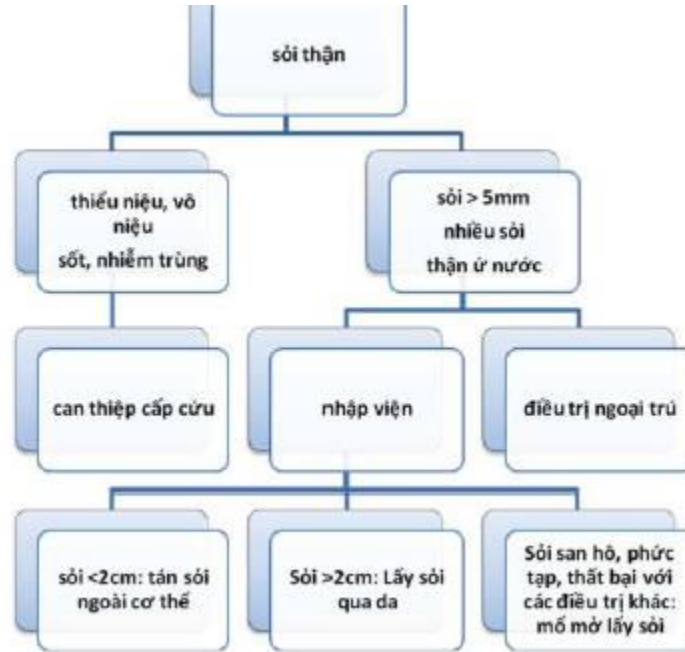 sỏi thận
thiểu niệu, vô
niệu
sốt, nhiễm trùng
sỏi > 5mm
nhiều sỏi
thận ứ nước
can thiệp cấp cứu
nhập viện
điều trị ngoại trú
sỏi <2cm: tán sỏi
ngoài cơ thể
Sỏi >2cm: Lấy sỏi
qua da
Sỏi san hô, phức
tạp, thất bại với
các điều trị khác:
mổ mở lấy sỏi